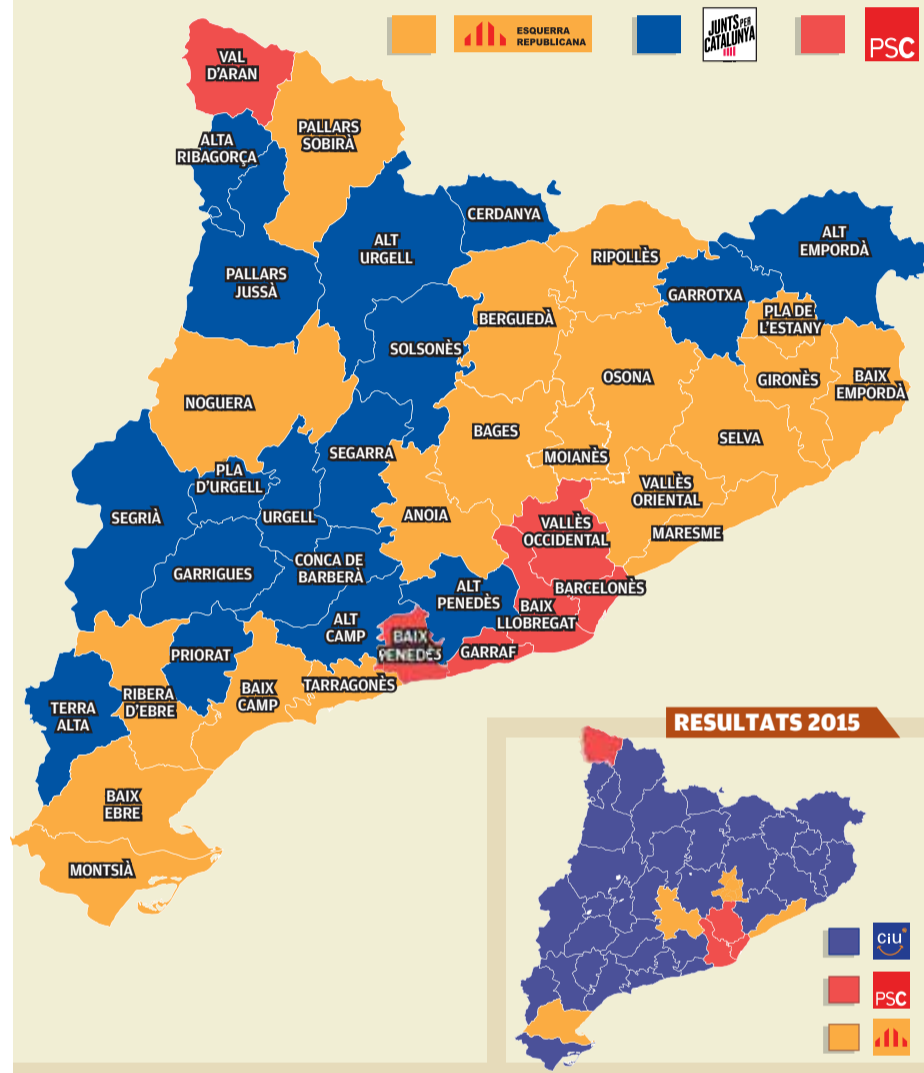 ESQUERRA
REPUBLICANA
JUNTS PER
CATALUNYA
PSC
VAL
D'ARAN
PALLARS
SOBIRÀ
ALTA
RIBAGORÇA
CERDANYA
ALT
URGELL
ALT
EMPORDÀ
RIPOLLÈS
PALLARS
JUSSÀ
GARROTXA
PLA DE
L'ESTANY
BERGUEDÀ
SOLSONÈS
OSONA
GIRONÈS
BAIX
EMPORDÀ
NOGUERA
BAGES
SELVA
SEGARRA
MOIANÈS
PLA
D'URGELL
VALLÈS
ORIENTAL
SEGRIÀ
URGELL
ANOIA
VALLÈS
OCCIDENTAL
MARESME
GARRIGUES
CONCA DE
BARBERÀ
ALT
PENEDÈS
BARCELONÈS
BAIX
LLOBREGAT
ALT
CAMP
BAIX
PENEDÈS
GARRAF
PRIORAT
TARRAGONÈS
RIBERA
D'EBRE
BAIX
CAMP
TERRA
ALTA
BAIX
EBRE
MONTSIÀ
RESULTATS 2015
ciu
PSC